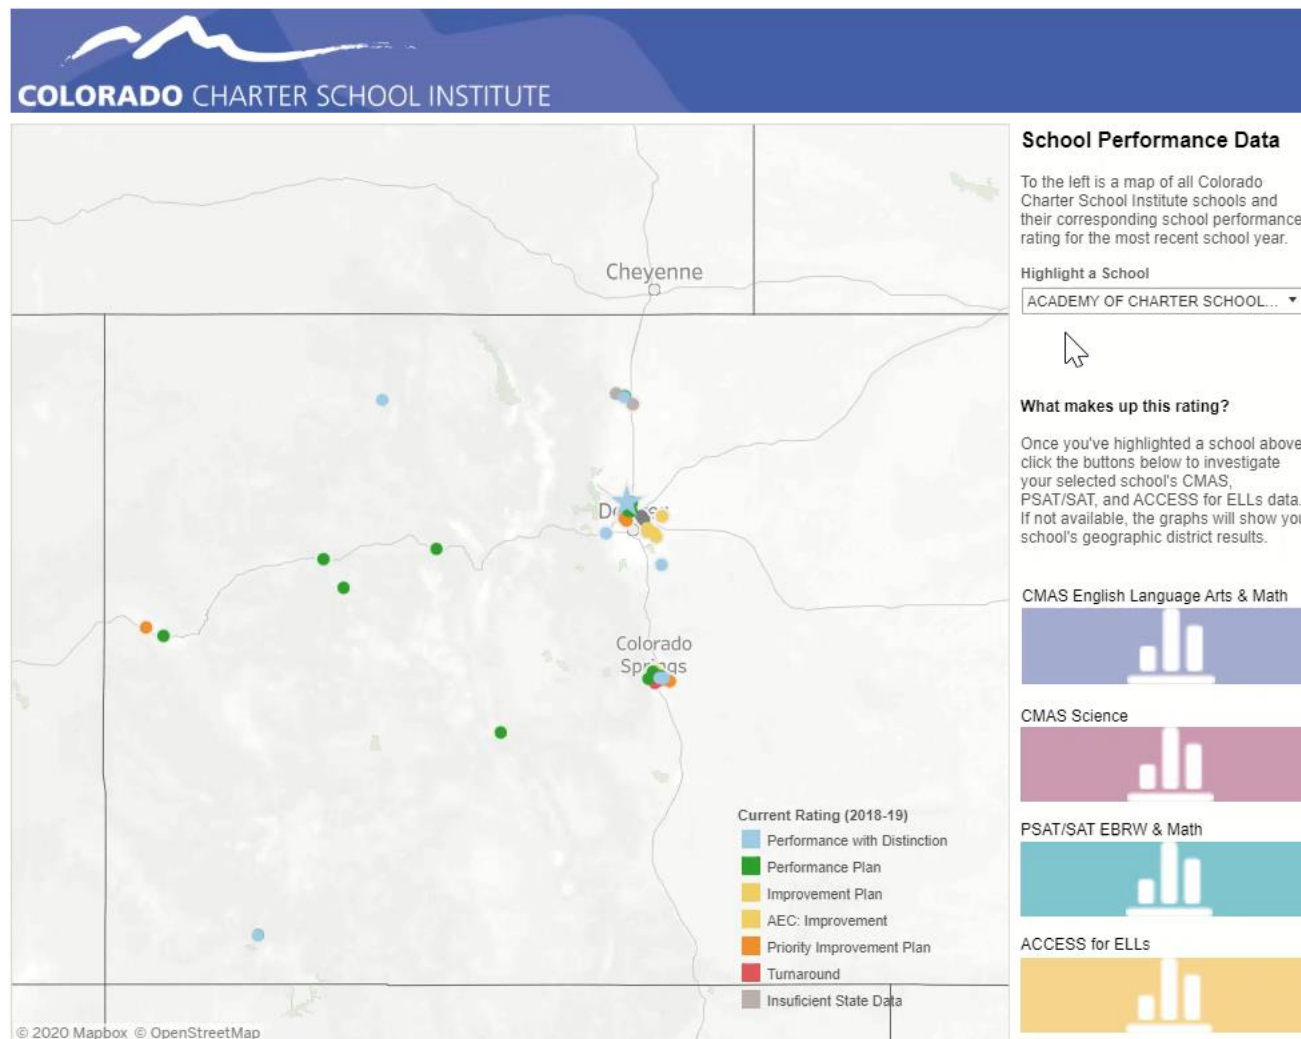 COLORADO CHARTER SCHOOL INSTITUTE
School Performance Data
To the left is a map of all Colorado
Charter School Institute schools and
their corresponding school performance
rating for the most recent school year.
Highlight a School
ACADEMY OF CHARTER SCHOOL...
What makes up this rating?
Once you've highlighted a school above
click the buttons below to investigate
your selected school's CMAS,
PSAT/SAT, and ACCESS for ELLs data.
If not available, the graphs will show you
school's geographic district results.
CMAS English Language Arts & Math
CMAS Science
PSAT/SAT EBRW & Math
ACCESS for ELLs
Cheyenne
Denver
Colorado
Springs
Current Rating (2018-19)
Performance with Distinction
Performance Plan
Improvement Plan
AEC: Improvement
Priority Improvement Plan
Turnaround
Insuficient State Data
© 2020 Mapbox © OpenStreetMap